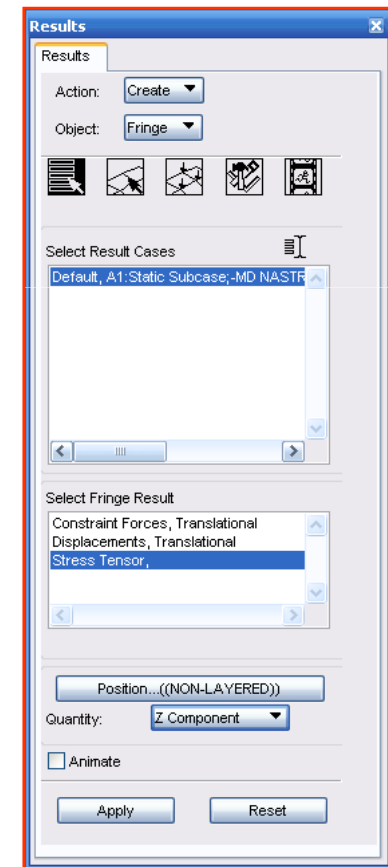 Results
Results
Action: Create
Object: Fringe
Select Result Cases
Default, A1:Static Subcase;-MD NASTR
Select Fringe Result
Constraint Forces, Translational
Displacements, Translational
Stress Tensor,
Position...((NON-LAYERED))
Quantity: Z Component
Animate
Apply Reset